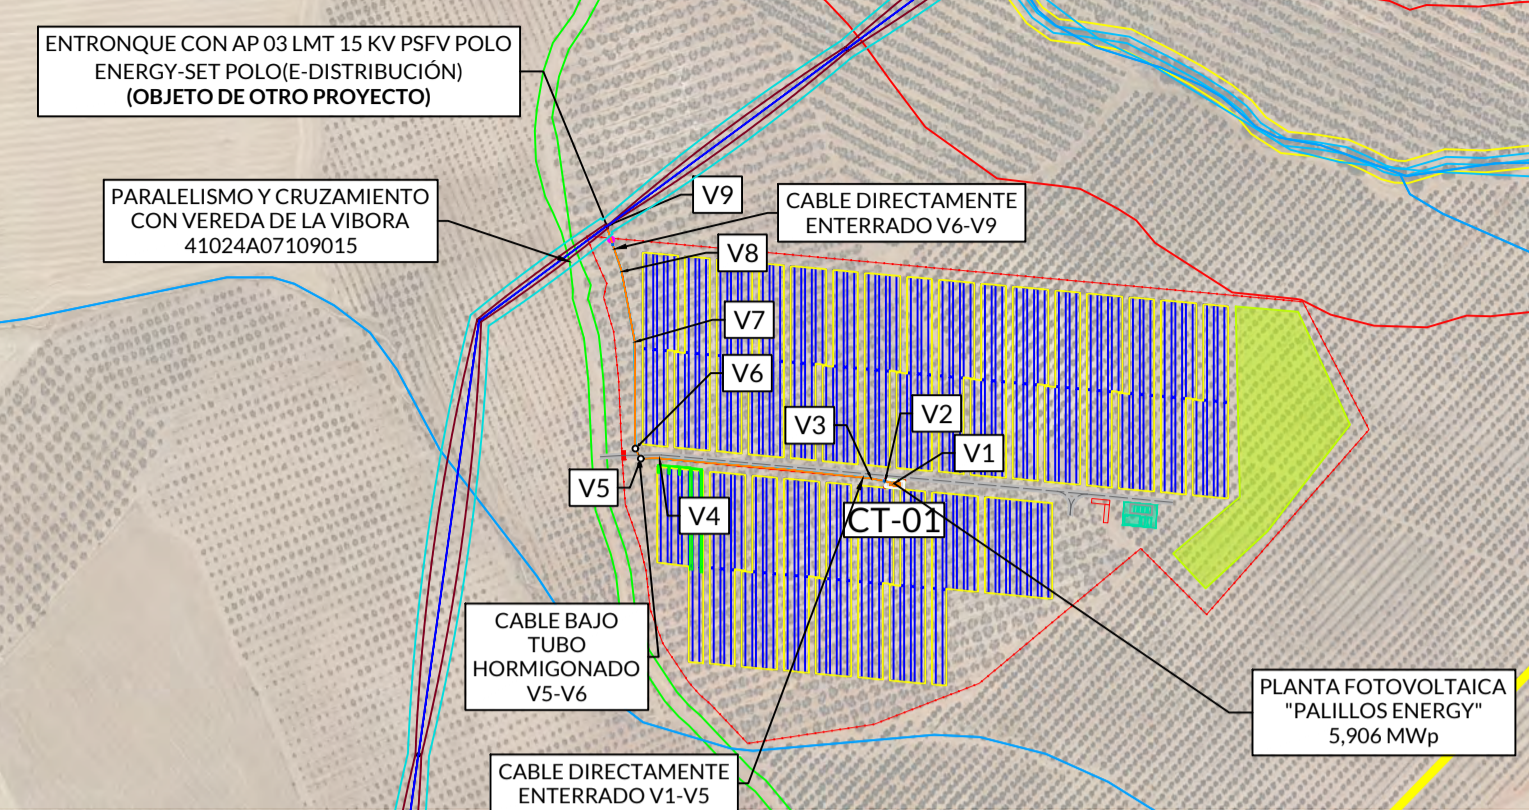 ENTRONQUE CON AP 03 LMT 15 KV PSFV POLO
ENERGY-SET POLO(E-DISTRIBUCIÓN)
(OBJETO DE OTRO PROYECTO)
PARALELISMO Y CRUZAMIENTO
CON VEREDA DE LA VIBORA
41024A07109015
V9
CABLE DIRECTAMENTE
ENTERRADO V6-V9
V8
V7
V6
V3
V2
V1
V5
V4
CT-01
CABLE BAJO
TUBO
HORMIGONADO
V5-V6
PLANTA FOTOVOLTAICA
"PALILLOS ENERGY"
5,906 MWp
CABLE DIRECTAMENTE
ENTERRADO V1-V5